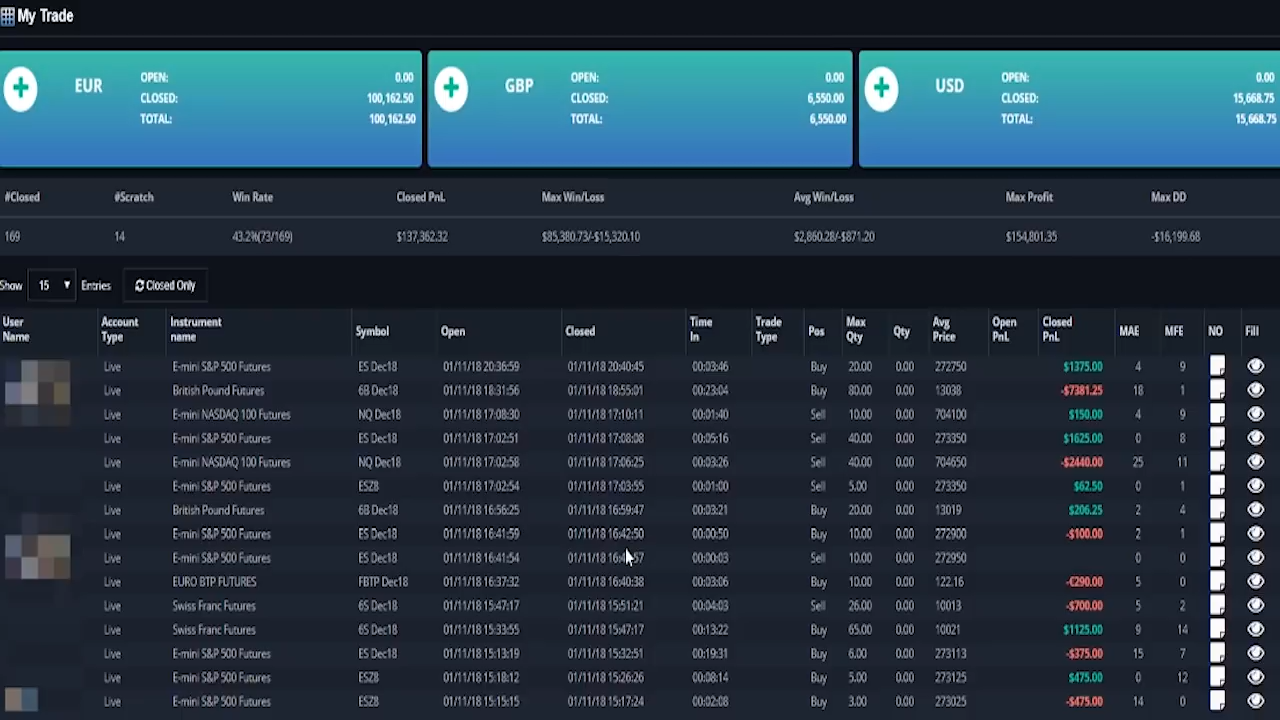 My Trade
EUR OPEN: 0.00 GBP OPEN: 0.00 USD OPEN: 0.00
CLOSED: 100,162.50 CLOSED: 6,550.00 CLOSED: 15,668.75
TOTAL: 100,162.50 TOTAL: 6,550.00 TOTAL: 15,668.75
#Closed #Scratch Win Rate Closed PnL Max Win/Loss Avg Win/Loss Max Profit Max DD
169 14 43.2%(73/169) $137,362.32 $85,380.73/-$15,320.10 $2,860.28/-$871.20 $154,801.35 -$16,199.68
Show 15 Entries Closed Only
User Name Account Type Instrument name Symbol Open Closed Time In Trade Type Pos Max Qty Qty Avg Price Open PnL Closed PnL MAE MFE NO Fill
Live E-mini S&P 500 Futures ES Dec18 01/11/18 20:36:59 01/11/18 20:40:45 00:03:46 Buy 20.00 0.00 272750 $1375.00 4 9
Live British Pound Futures 6B Dec18 01/11/18 18:31:56 01/11/18 18:55:01 00:23:04 Buy 80.00 0.00 13038 -$7381.25 18 1
Live E-mini NASDAQ 100 Futures NQ Dec18 01/11/18 17:08:30 01/11/18 17:10:11 00:01:40 Sell 10.00 0.00 704100 $150.00 4 9
Live E-mini S&P 500 Futures ES Dec18 01/11/18 17:02:51 01/11/18 17:08:08 00:05:16 Sell 40.00 0.00 273350 $1625.00 0 8
Live E-mini NASDAQ 100 Futures NQ Dec18 01/11/18 17:02:58 01/11/18 17:06:25 00:03:26 Sell 40.00 0.00 704650 -$2440.00 25 11
Live E-mini S&P 500 Futures ESZ8 01/11/18 17:02:54 01/11/18 17:03:55 00:01:00 Sell 5.00 0.00 273350 $62.50 0 1
Live British Pound Futures 6B Dec18 01/11/18 16:56:25 01/11/18 16:59:47 00:03:21 Buy 20.00 0.00 13019 $206.25 2 4
Live E-mini S&P 500 Futures ES Dec18 01/11/18 16:41:59 01/11/18 16:42:50 00:00:50 Buy 10.00 0.00 272900 -$100.00 2 1
Live E-mini S&P 500 Futures ES Dec18 01/11/18 16:41:54 01/11/18 00:00:03 Sell 10.00 0.00 272950 0 0
Live EURO BTP FUTURES FBTP Dec18 01/11/18 16:37:32 01/11/18 16:40:38 00:03:06 Buy 10.00 0.00 122.16 -€290.00 5 0
Live Swiss Franc Futures 6S Dec18 01/11/18 15:47:17 01/11/18 15:51:21 00:04:03 Sell 26.00 0.00 10013 -$700.00 5 2
Live Swiss Franc Futures 6S Dec18 01/11/18 15:33:55 01/11/18 15:47:17 00:13:22 Buy 65.00 0.00 10021 $1125.00 9 14
Live E-mini S&P 500 Futures ES Dec18 01/11/18 15:13:19 01/11/18 15:32:51 00:19:31 Buy 6.00 0.00 273113 -$375.00 15 7
Live E-mini S&P 500 Futures ESZ8 01/11/18 15:18:12 01/11/18 15:26:26 00:08:14 Buy 5.00 0.00 273125 $475.00 0 12
Live E-mini S&P 500 Futures ESZ8 01/11/18 15:15:15 01/11/18 15:17:24 00:02:08 Buy 3.00 0.00 273025 -$475.00 14 0